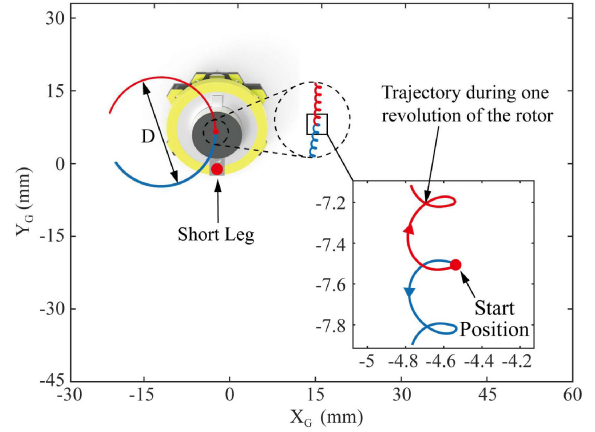 33
Trajectory during one
revolution of the rotor
15
D
0
Short Leg
-15
-30
-45
Y_G (mm)
-30 -15 0 15 30 45 60
X_G (mm)
-7.2
-7.4
-7.6
-7.8
Start
Position
-5 -4.8 -4.6 -4.4 -4.2